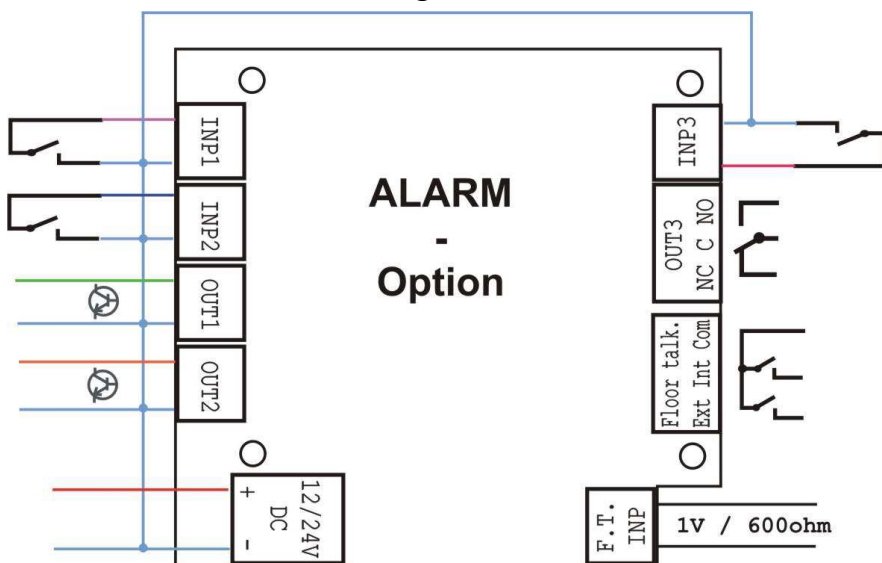 INP1
INP2
OUT1
OUT2
ALARM
-
Option
INP3
OUT3
NC C NO
Floor talk.
Ext Int Com
12/24V
DC
+
-
F.T.
INP
1V / 600ohm